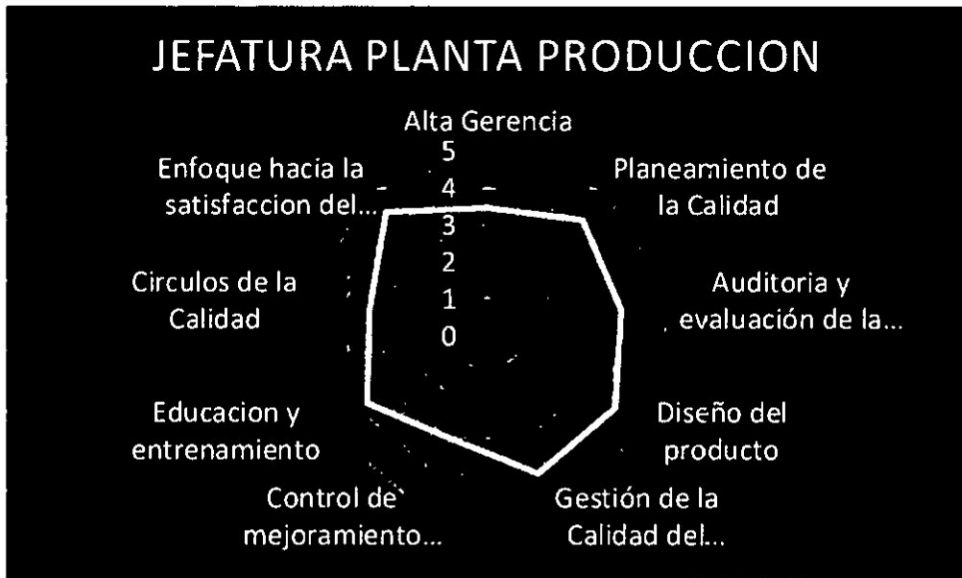 JEFATURA PLANTA PRODUCCION
Alta Gerencia
5
4
3
2
1
0
Planeamiento de
la Calidad
Auditoria y
evaluación de la...
Diseño del
producto
Gestión de la
Calidad del...
Control de
mejoramiento...
Educacion y
entrenamiento
Circulos de la
Calidad
Enfoque hacia la
satisfaccion del...